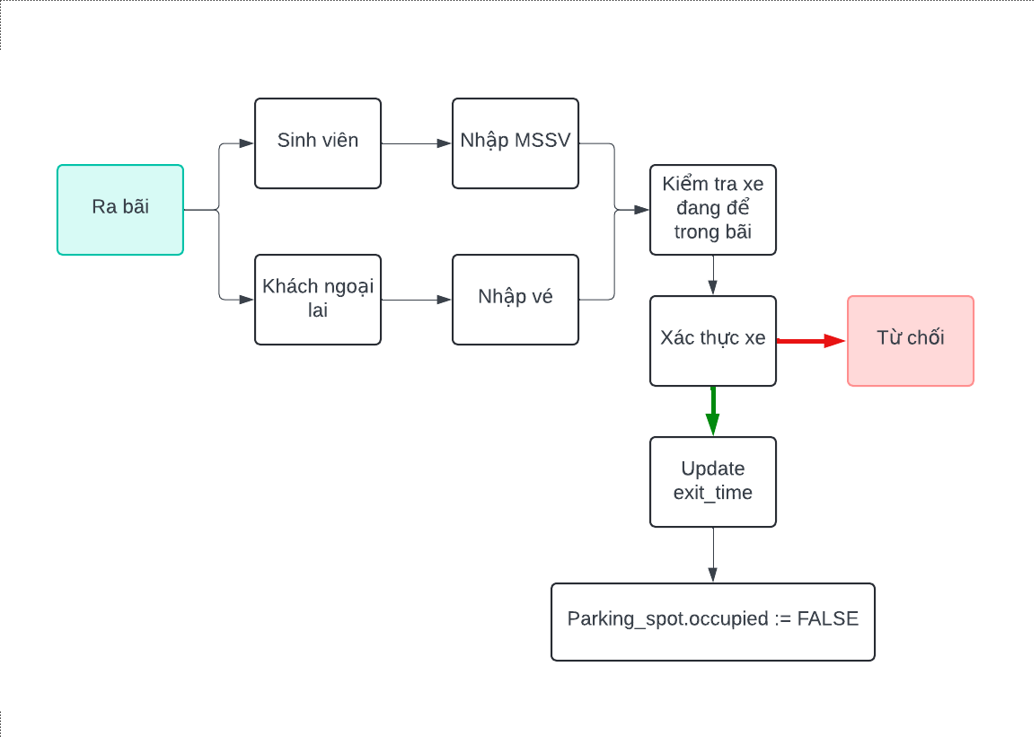 Ra bãi
Sinh viên
Nhập MSSV
Khách ngoại
lai
Nhập vé
Kiểm tra xe
đang để
trong bãi
Xác thực xe
Từ chối
Update
exit_time
Parking_spot.occupied := FALSE